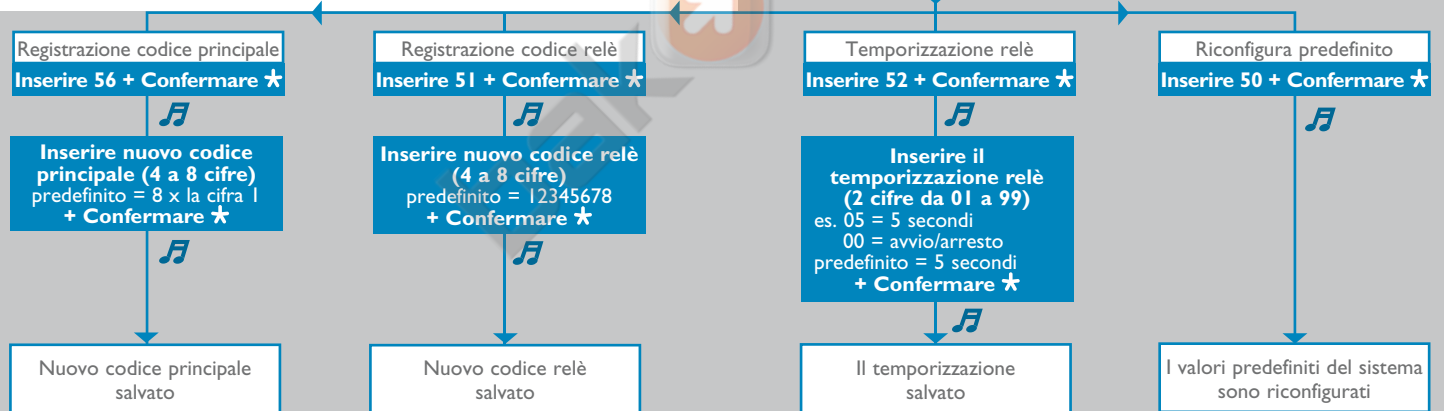 Registrazione codice principale
Inserire 56 + Confermare *
Inserire nuovo codice
principale (4 a 8 cifre)
predefinito = 8 x la cifra 1
+ Confermare *
Nuovo codice principale
salvato
Registrazione codice relè
Inserire 51 + Confermare *
Inserire nuovo codice relè
(4 a 8 cifre)
predefinito = 12345678
+ Confermare *
Nuovo codice relè
salvato
Temporizzazione relè
Inserire 52 + Confermare *
Inserire il
temporizzazione relè
(2 cifre da 01 a 99)
es. 05 = 5 secondi
00 = avvio/arresto
predefinito = 5 secondi
+ Confermare *
Il temporizzazione
salvato
Riconfigura predefinito
Inserire 50 + Confermare *
I valori predefiniti del sistema
sono riconfigurati